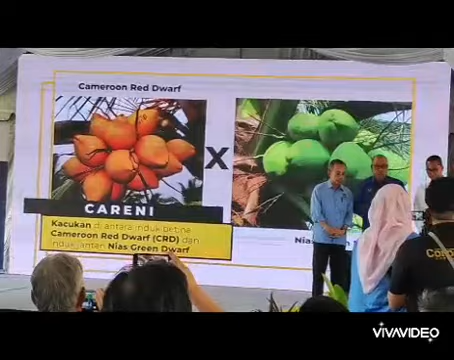 Cameroon Red Dwarf
X
CARENI
Kacukan di antara induk betina
Cameroon Red Dwarf (CRD) dan
induk jantan Nias Green Dwarf
Nias
VIVAVIDEO